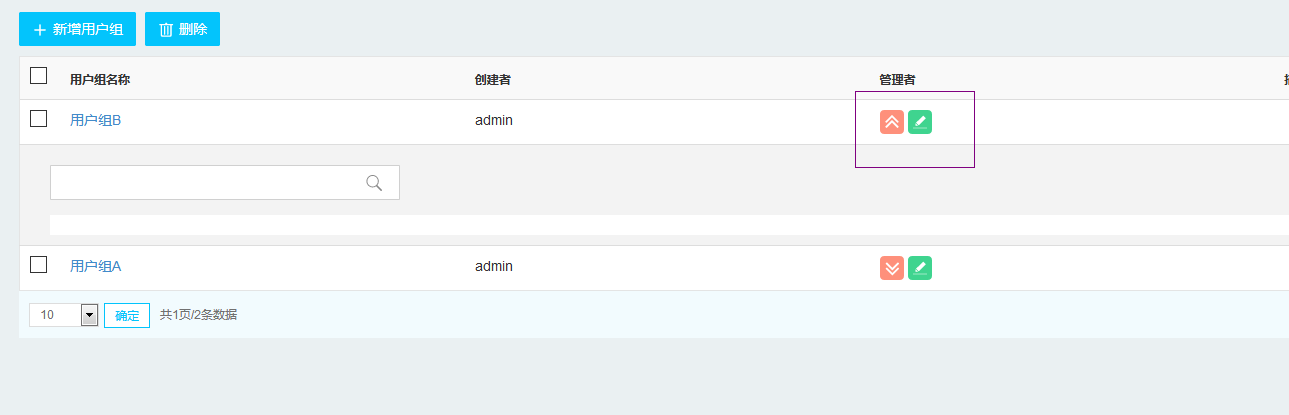 新增用户组 删除
用户组名称 创建者 管理者
用户组B admin
用户组A admin
10 确定 共1页/2条数据